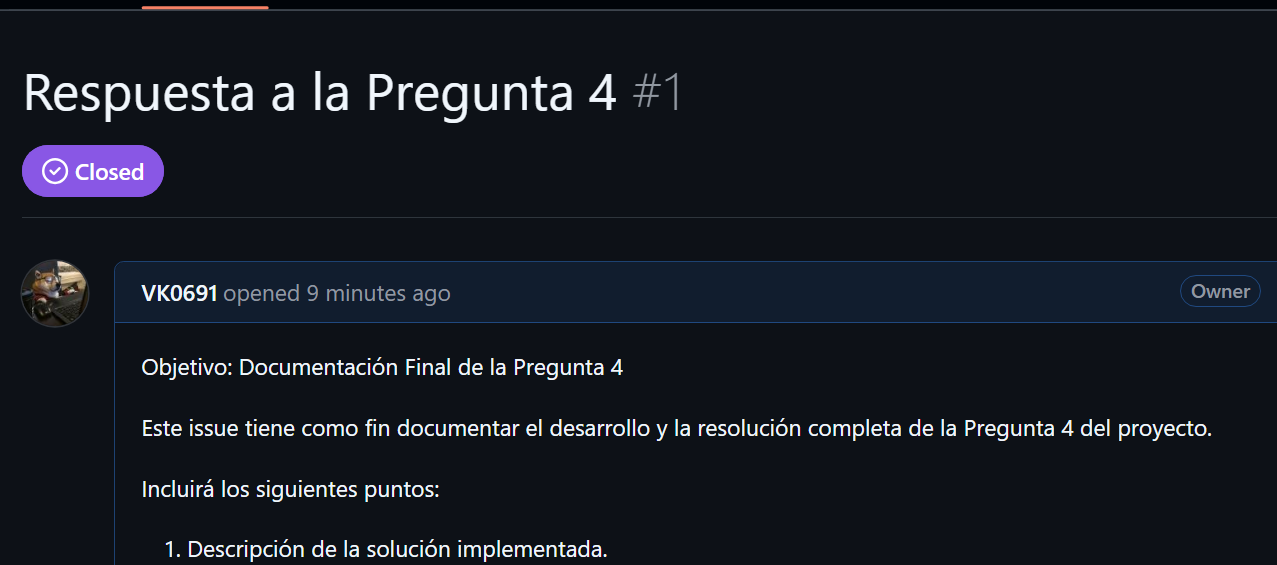 Respuesta a la Pregunta 4 #1
Closed
VK0691 opened 9 minutes ago
Owner
Objetivo: Documentación Final de la Pregunta 4
Este issue tiene como fin documentar el desarrollo y la resolución completa de la Pregunta 4 del proyecto.
Incluirá los siguientes puntos:
1. Descripción de la solución implementada.